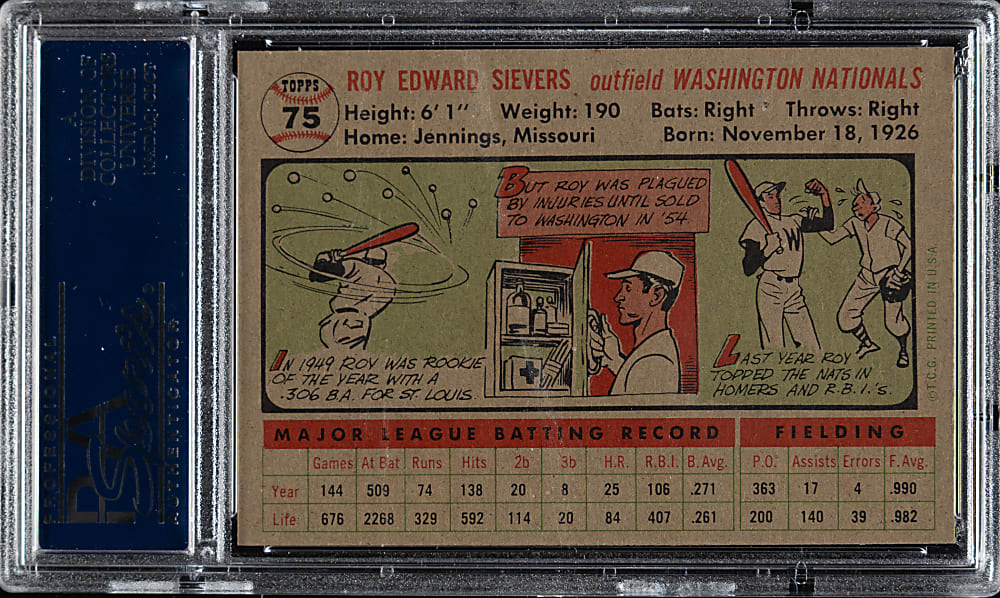 TOPPS
75
ROY EDWARD SIEVERS outfield WASHINGTON NATIONALS
Height: 6' 1" Weight: 190 Bats: Right Throws: Right
Home: Jennings, Missouri Born: November 18, 1926
IN 1949 ROY WAS ROOKIE
OF THE YEAR WITH A
.306 B.A. FOR ST. LOUIS.
BUT ROY WAS PLAGUED
BY INJURIES UNTIL SOLD
TO WASHINGTON IN '54
W
LAST YEAR ROY
TOPPED THE NATS IN
HOMERS AND R.B.I.'s.
© T.C.G. PRINTED IN U.S.A.
MAJOR LEAGUE BATTING RECORD FIELDING
Games At Bat Runs Hits 2b 3b H.R. R.B.I. B.Avg. P.O. Assists Errors F.Avg.
Year 144 509 74 138 20 8 25 106 .271 363 17 4 .990
Life 676 2268 329 592 114 20 84 407 .261 200 140 39 .982
A
DIVISION OF
COLLECTORS
UNIVERSE
NASDAQ: CLCT
PROFESSIONAL
PSA
Sports
AUTHENTICATOR